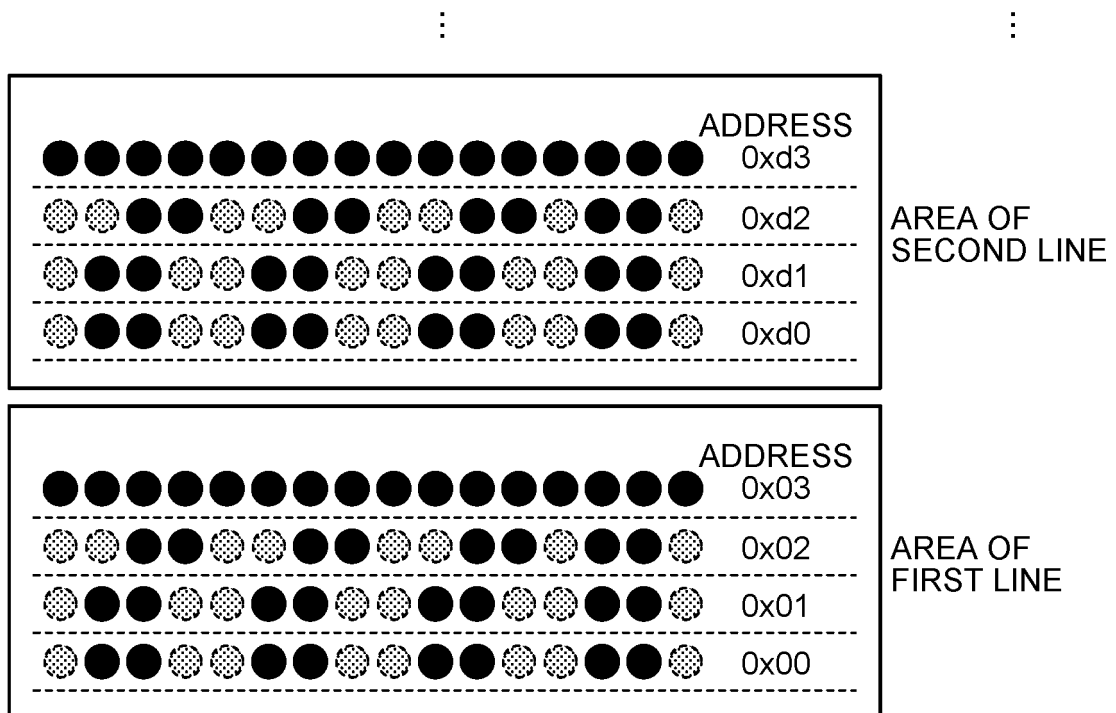 ⋮ ⋮
ADDRESS
0xd3
0xd2
0xd1
0xd0
AREA OF
SECOND LINE
ADDRESS
0x03
0x02
0x01
0x00
AREA OF
FIRST LINE